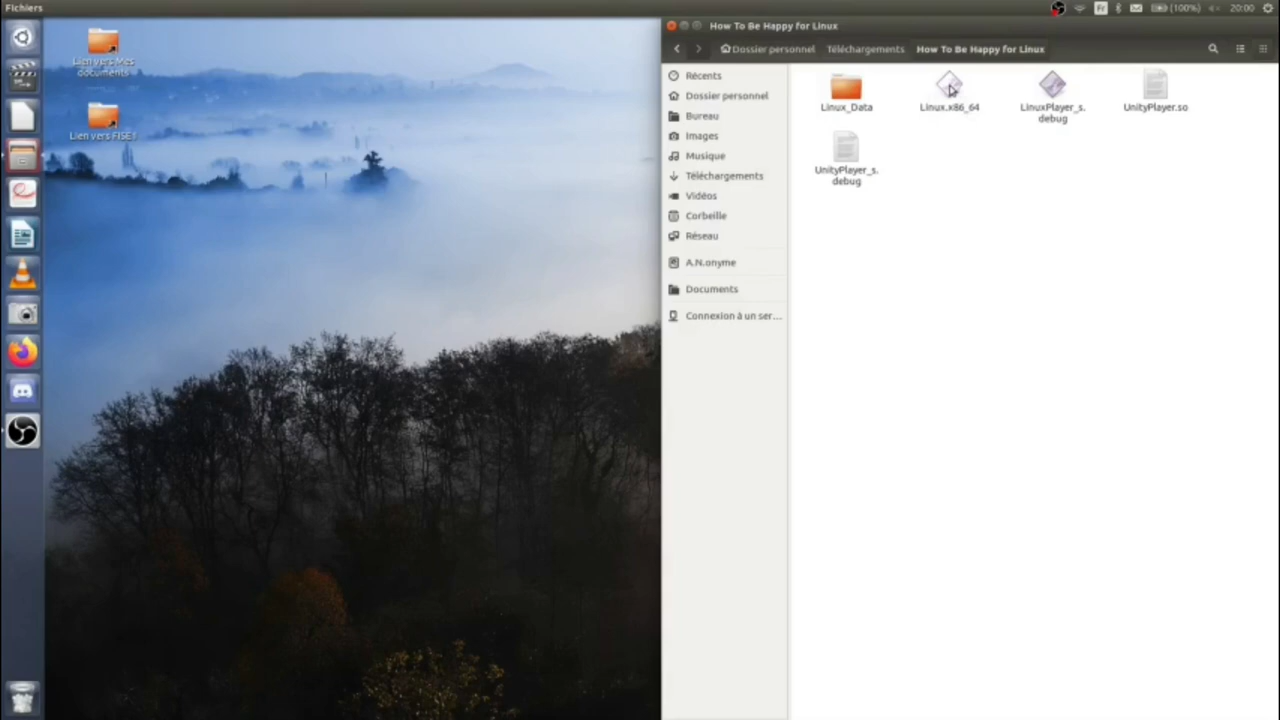 Fichiers
Fr
(100%)
20:00
Lien vers Mes
documents
Lien vers FISE1
How To Be Happy for Linux
Dossier personnel
Téléchargements
How To Be Happy for Linux
Récents
Dossier personnel
Bureau
Images
Musique
Téléchargements
Vidéos
Corbeille
Réseau
A.N.onyme
Documents
Connexion à un ser...
Linux_Data
Linux.x86_64
LinuxPlayer_s.
debug
UnityPlayer.so
UnityPlayer_s.
debug